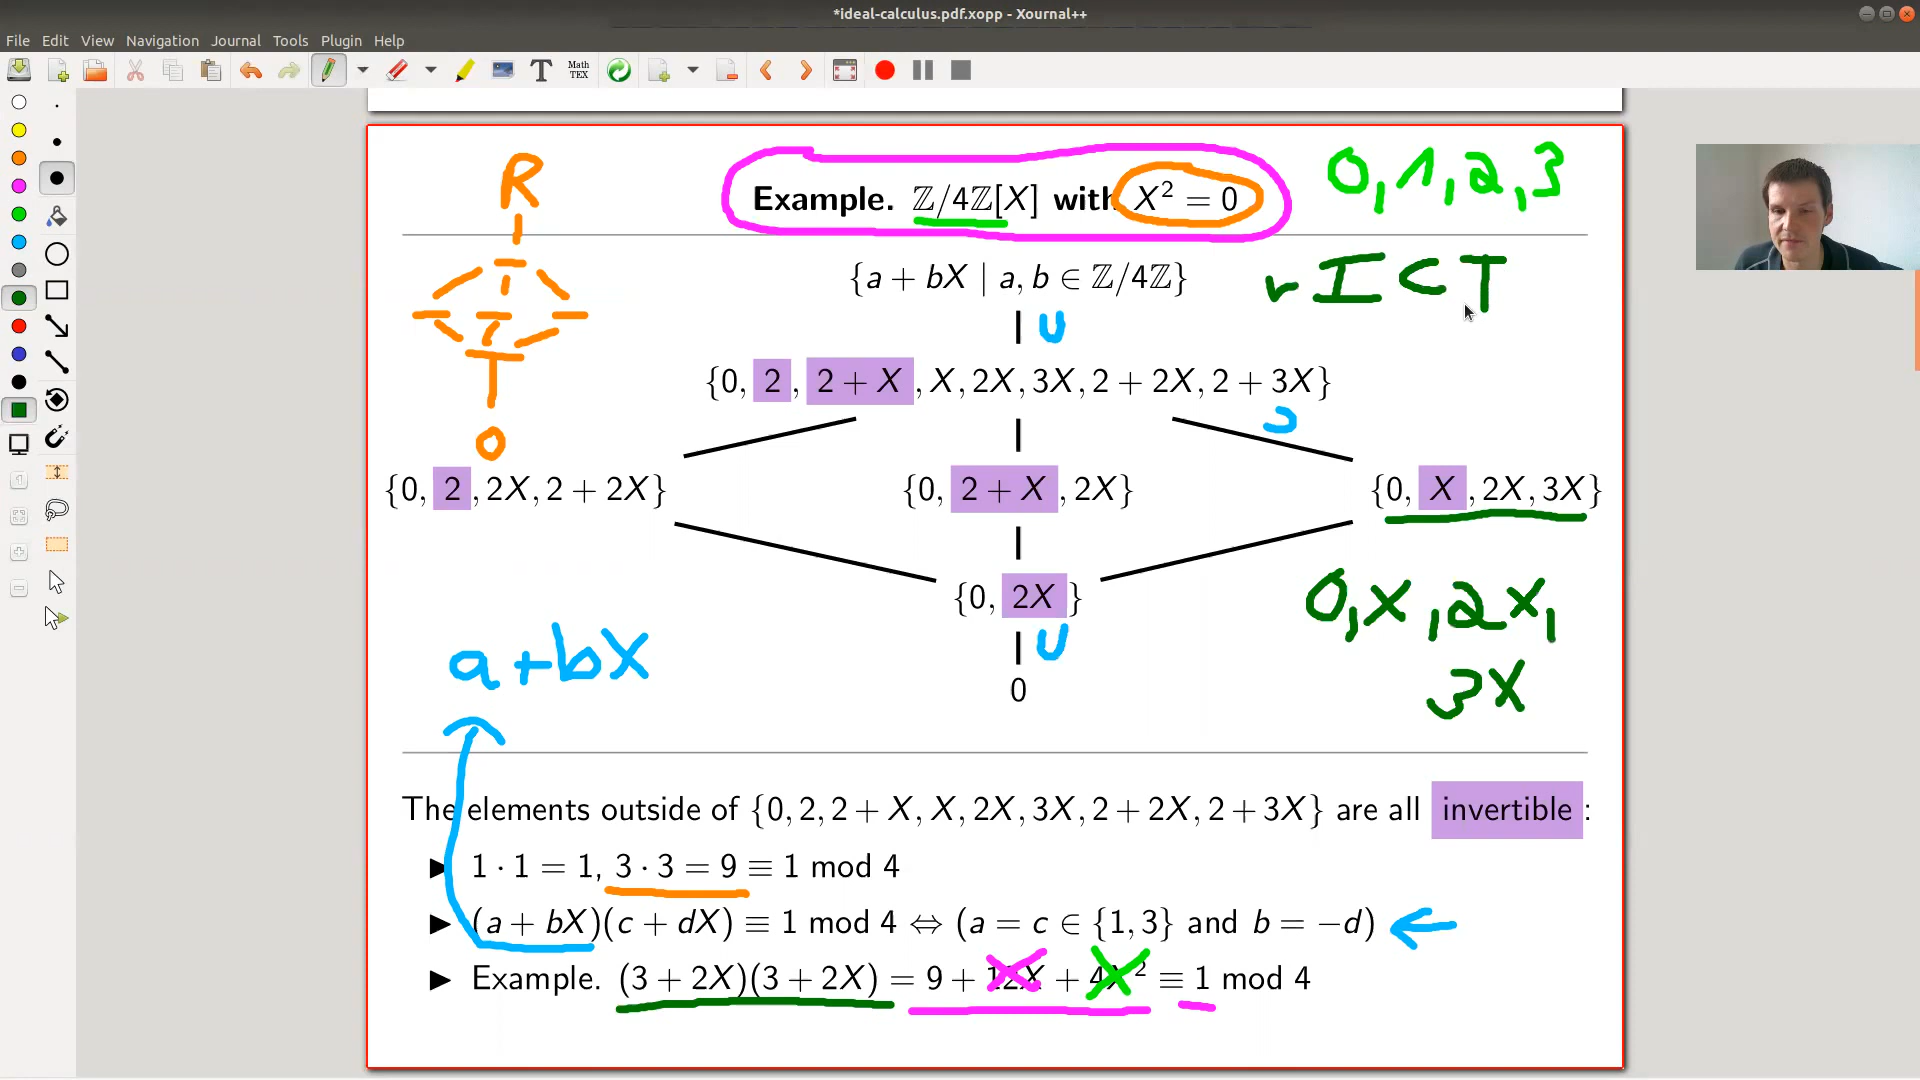 *ideal-calculus.pdf.xopp - Xournal++
File Edit View Navigation Journal Tools Plugin Help
T Math TEX
R
Example. ℤ/4ℤ[X] with X² = 0
0,1,2,3
{a + bX | a, b ∈ ℤ/4ℤ}
r I ⊂ I
U
{0, 2, 2 + X, X, 2X, 3X, 2 + 2X, 2 + 3X}
0
{0, 2, 2X, 2 + 2X} {0, 2 + X, 2X} {0, X, 2X, 3X}
{0, 2X}
0,X,2X,
3X
a+bX
U
0
The elements outside of {0, 2, 2 + X, X, 2X, 3X, 2 + 2X, 2 + 3X} are all invertible:
▶ 1 · 1 = 1, 3 · 3 = 9 ≡ 1 mod 4
▶ (a + bX)(c + dX) ≡ 1 mod 4 ⇔ (a = c ∈ {1, 3} and b = −d)
▶ Example. (3 + 2X)(3 + 2X) = 9 + 12X + 4X² ≡ 1 mod 4